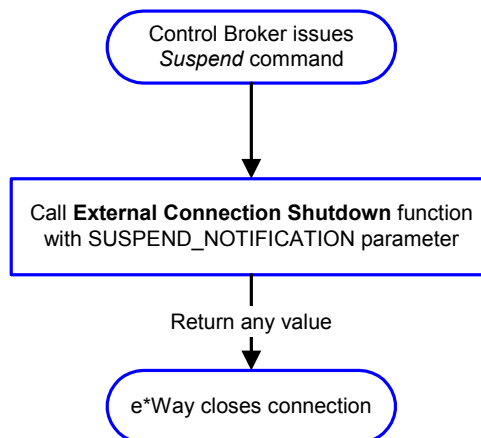 Control Broker issues
Suspend command
Call External Connection Shutdown function
with SUSPEND_NOTIFICATION parameter
Return any value
e*Way closes connection